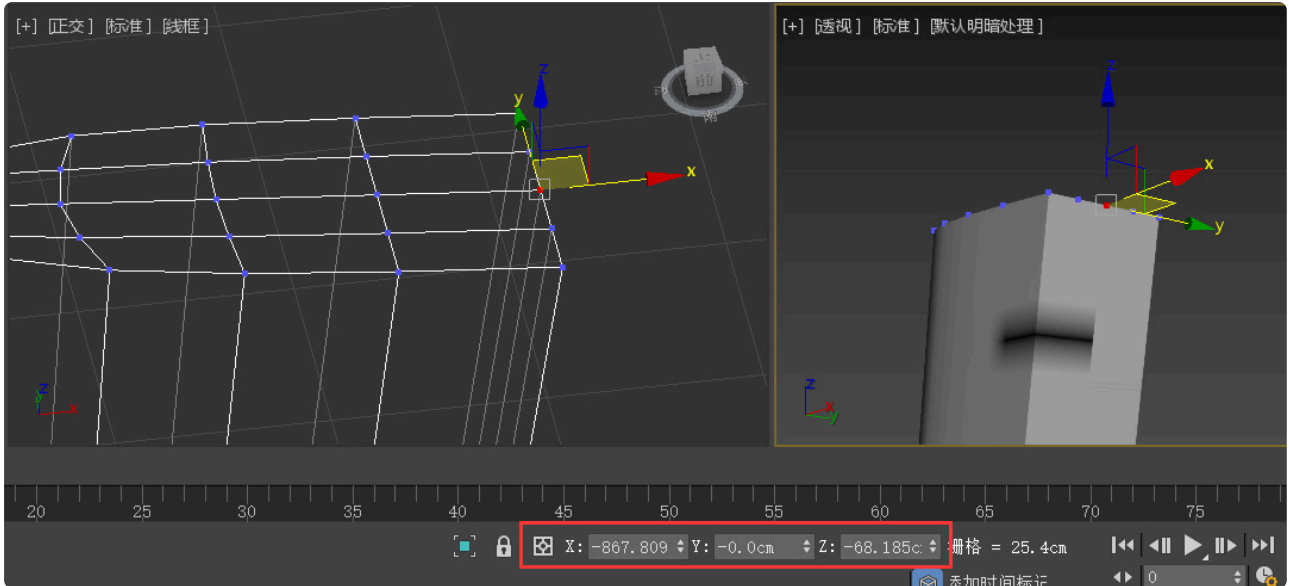 [+] [正交] [标准] [线框]
[+] [透视] [标准] [默认明暗处理]
z
y
x
z
x
y
前
z
y
x
z
x
y
20 25 30 35 40 45 50 55 60 65 70 75
X: -867.809 Y: -0.0cm Z: -68.185c: 栅格 = 25.4cm
添加时间标记 0